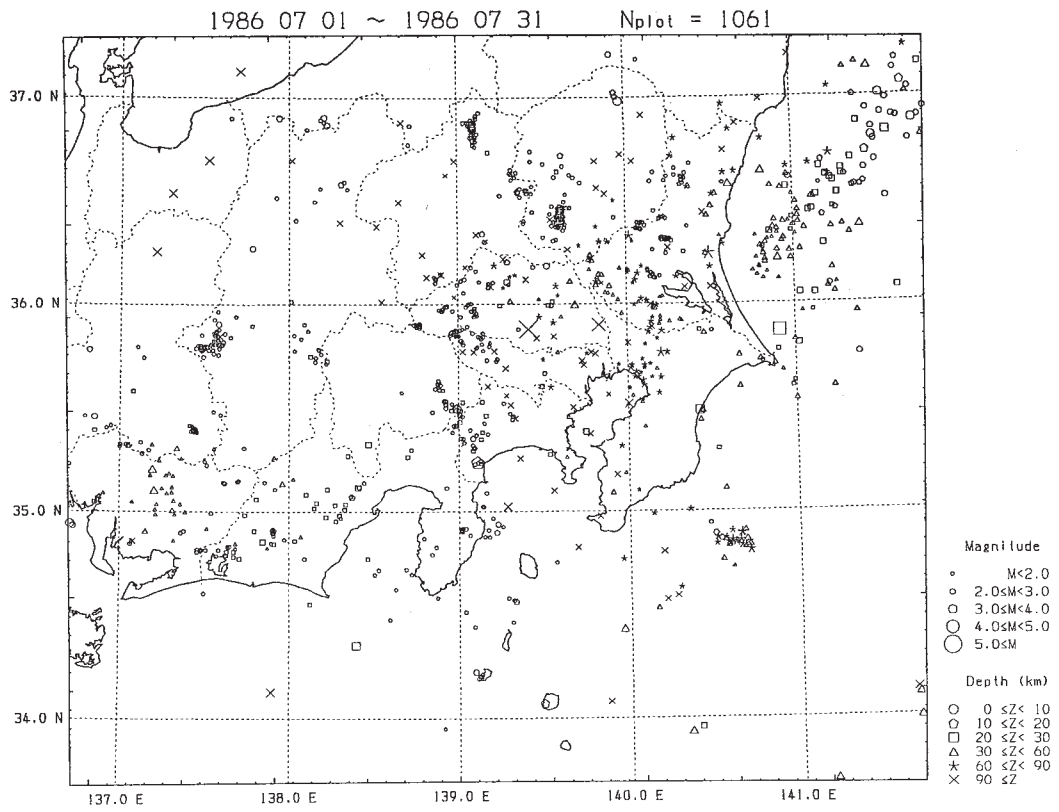 1986 07 01 ~ 1986 07 31 Nplot = 1061
37.0 N
36.0 N
35.0 N
34.0 N
137.0 E 138.0 E 139.0 E 140.0 E 141.0 E
Magnitude
M<2.0
2.0≤M<3.0
3.0≤M<4.0
4.0≤M<5.0
5.0≤M
Depth (km)
0 ≤Z< 10
10 ≤Z< 20
20 ≤Z< 30
30 ≤Z< 60
60 ≤Z< 90
90 ≤Z